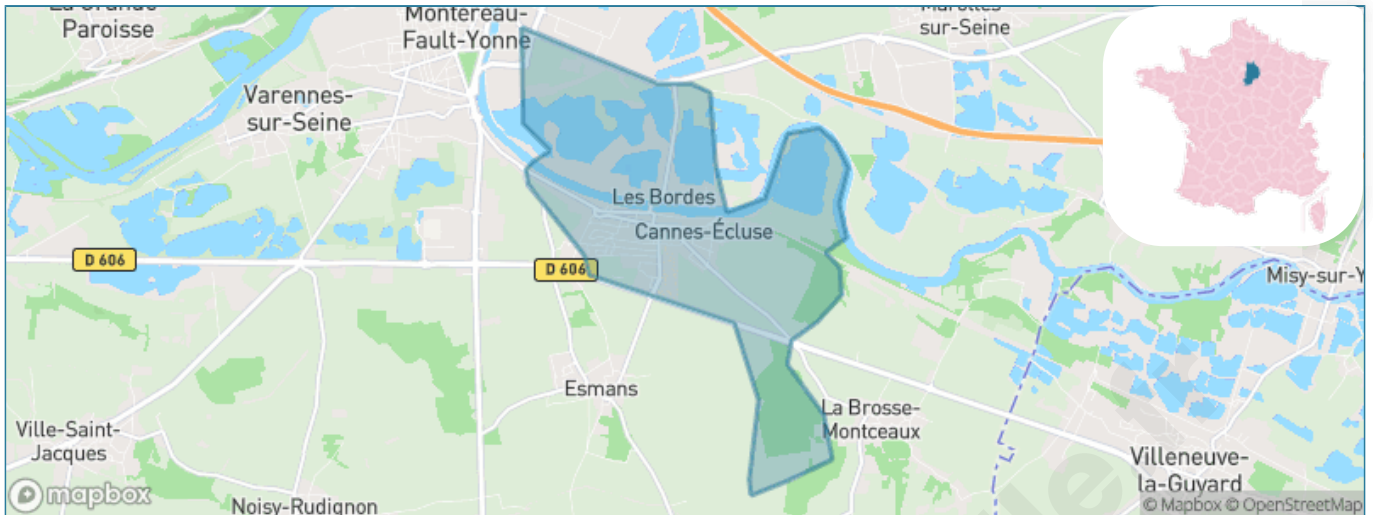 La Grande
Paroisse
Montereau-
Fault-Yonne
Marolles
sur-Seine
Varennes-
sur-Seine
Les Bordes
Cannes-Écluse
D 606
D 606
Misy-sur-Y
Esmans
La Brosse-
Montceaux
Ville-Saint-
Jacques
Villeneuve-
la-Guyard
mapbox
Noisy-Rudignon
© Mapbox © OpenStreetMap